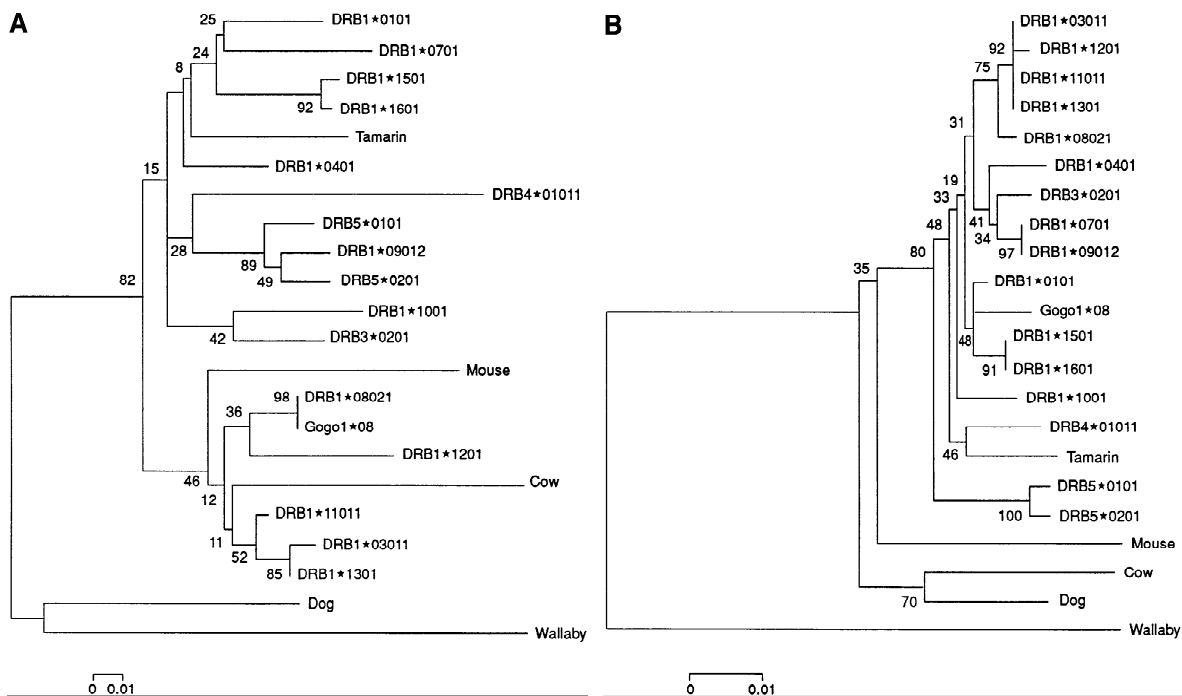 A
25
DRB1★0101
DRB1★0701
24
8
DRB1★1501
92
DRB1★1601
Tamarin
15
DRB1★0401
DRB4★01011
DRB5★0101
28
DRB1★09012
89
49
DRB5★0201
82
DRB1★1001
42
DRB3★0201
Mouse
98
DRB1★08021
36
Gogo1★08
DRB1★1201
46
Cow
12
DRB1★11011
11
52
DRB1★03011
85
DRB1★1301
Dog
Wallaby
0 0.01
B
DRB1★03011
92
DRB1★1201
75
DRB1★11011
DRB1★1301
31
DRB1★08021
DRB1★0401
19
33
DRB3★0201
48
41
DRB1★0701
34
97
DRB1★09012
80
35
DRB1★0101
Gogo1★08
48
DRB1★1501
91
DRB1★1601
DRB1★1001
DRB4★01011
46
Tamarin
DRB5★0101
100
DRB5★0201
Mouse
Cow
70
Dog
Wallaby
0 0.01